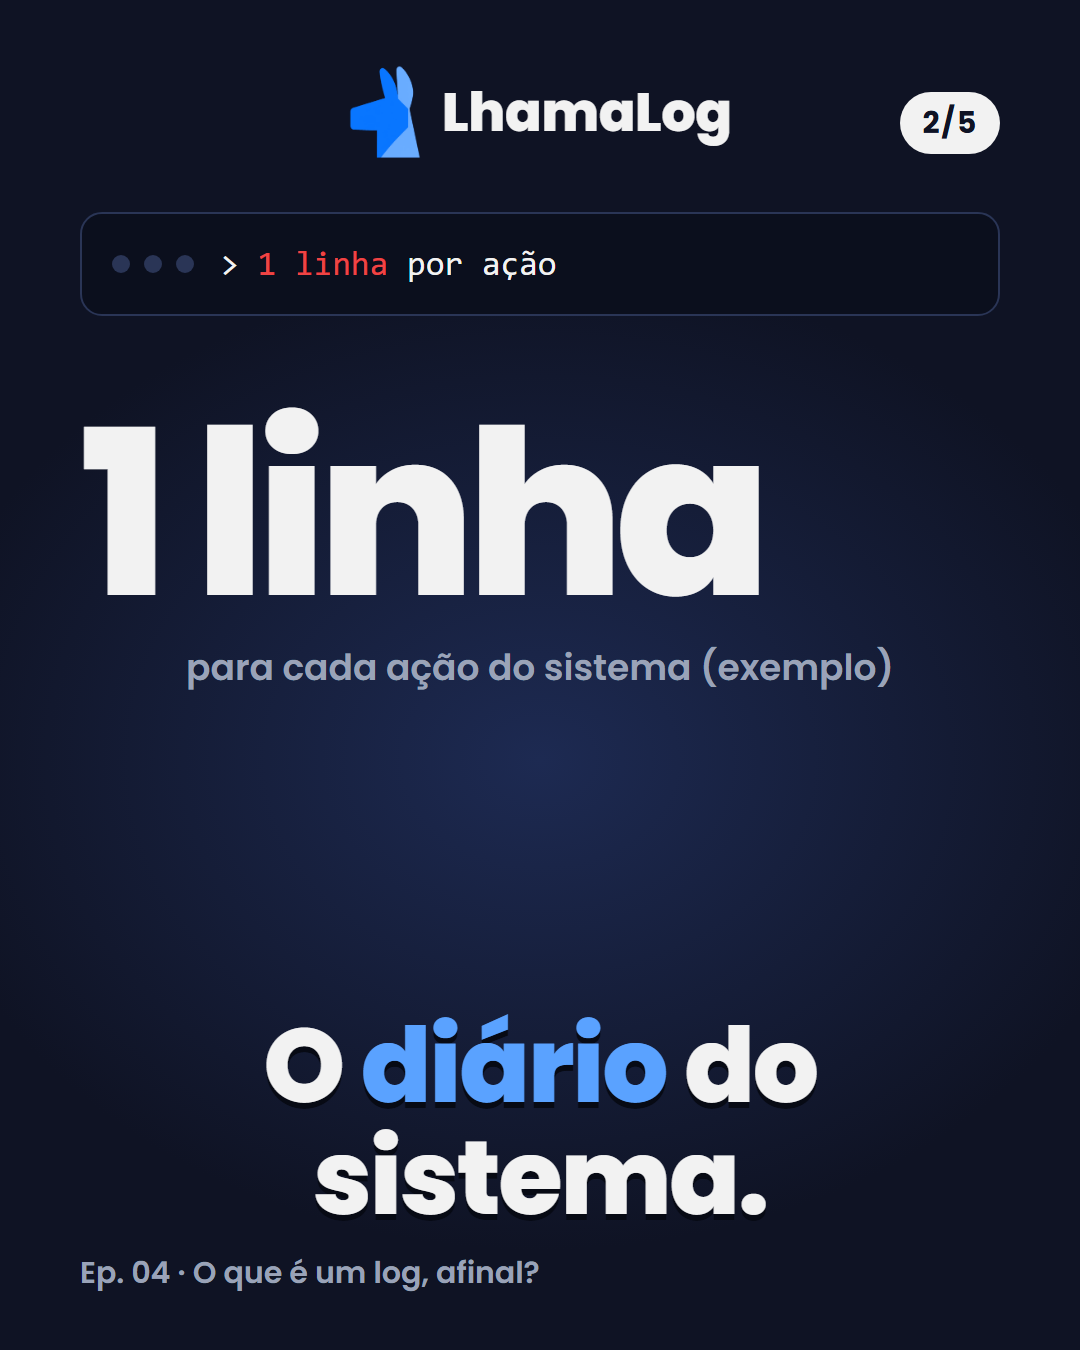 LhamaLog
2/5
> 1 linha por ação
1 linha
para cada ação do sistema (exemplo)
O diário do
sistema.
Ep. 04 · O que é um log, afinal?